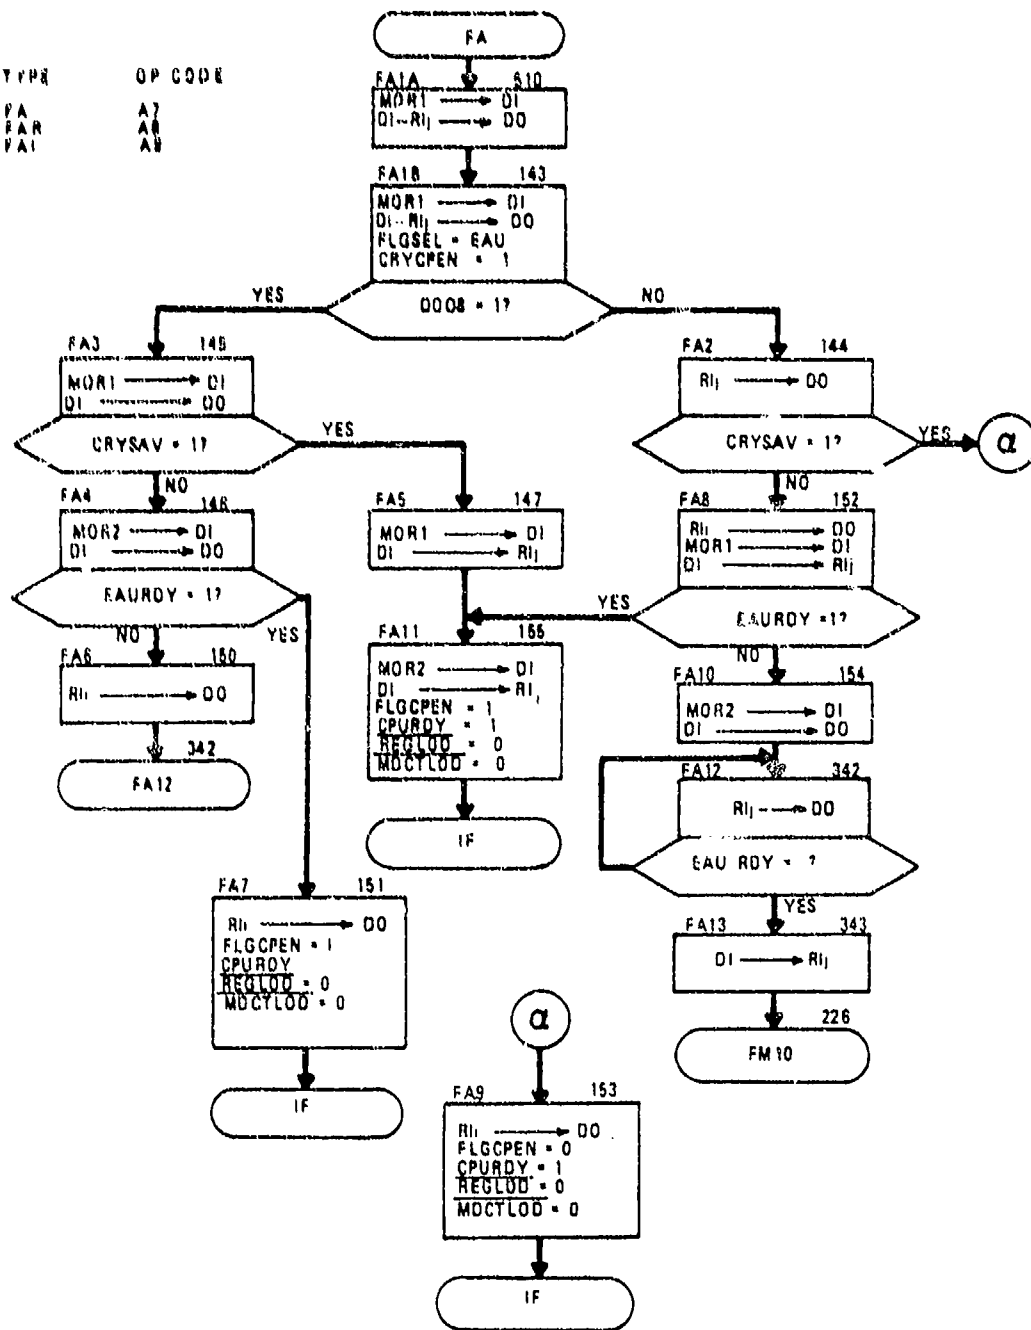 FA
TYPE OP CODE
FA A7
FAR
FAI
FA1A 610
MOR1 DI
DI--RIj DO
FA1B 143
MOR1 DI
DI--RIj DO
FLGSEL = EAU
CRYCPEN = 1
YES DO08 = 1? NO
FA3 145
MOR1 DI
DI DO
FA2 144
RIj DO
CRYSAV = 1? YES
CRYSAV = 1? YES α
NO
NO
FA4 146
MOR2 DI
DI DO
FA5 147
MOR1 DI
DI RIj
FA8 152
RIi DO
MOR1 DI
DI RIj
EAURDY = 1?
YES EAURDY =1?
NO YES
NO
FA6 150
RIi DO
FA11 155
MOR2 DI
DI RIj
FLGCPEN = 1
CPURDY = 1
REGLOD = 0
MDCTLOD = 0
FA10 154
MOR2 DI
DI DO
342
FA12
FA12 342
RIj DO
IF
EAU RDY = ?
YES
FA7 151
RIi DO
FLGCPEN = 1
CPURDY
REGLOD = 0
MDCTLOD = 0
FA13 343
DI RIj
226
FM10
α
IF
FA9 153
RIi DO
FLGCPEN = 0
CPURDY = 1
REGLOD = 0
MDCTLOD = 0
IF